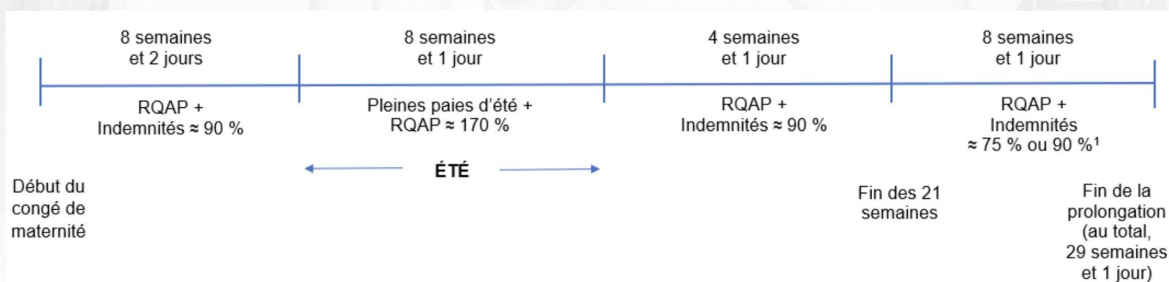 8 semaines
et 2 jours
8 semaines
et 1 jour
4 semaines
et 1 jour
8 semaines
et 1 jour
RQAP +
Indemnités ≈ 90 %
Pleines paies d'été +
RQAP ≈ 170 %
RQAP +
Indemnités ≈ 90 %
RQAP +
Indemnités
≈ 75 % ou 90 %¹
ÉTÉ
Début du
congé de
maternité
Fin des 21
semaines
Fin de la
prolongation
(au total,
29 semaines
et 1 jour)